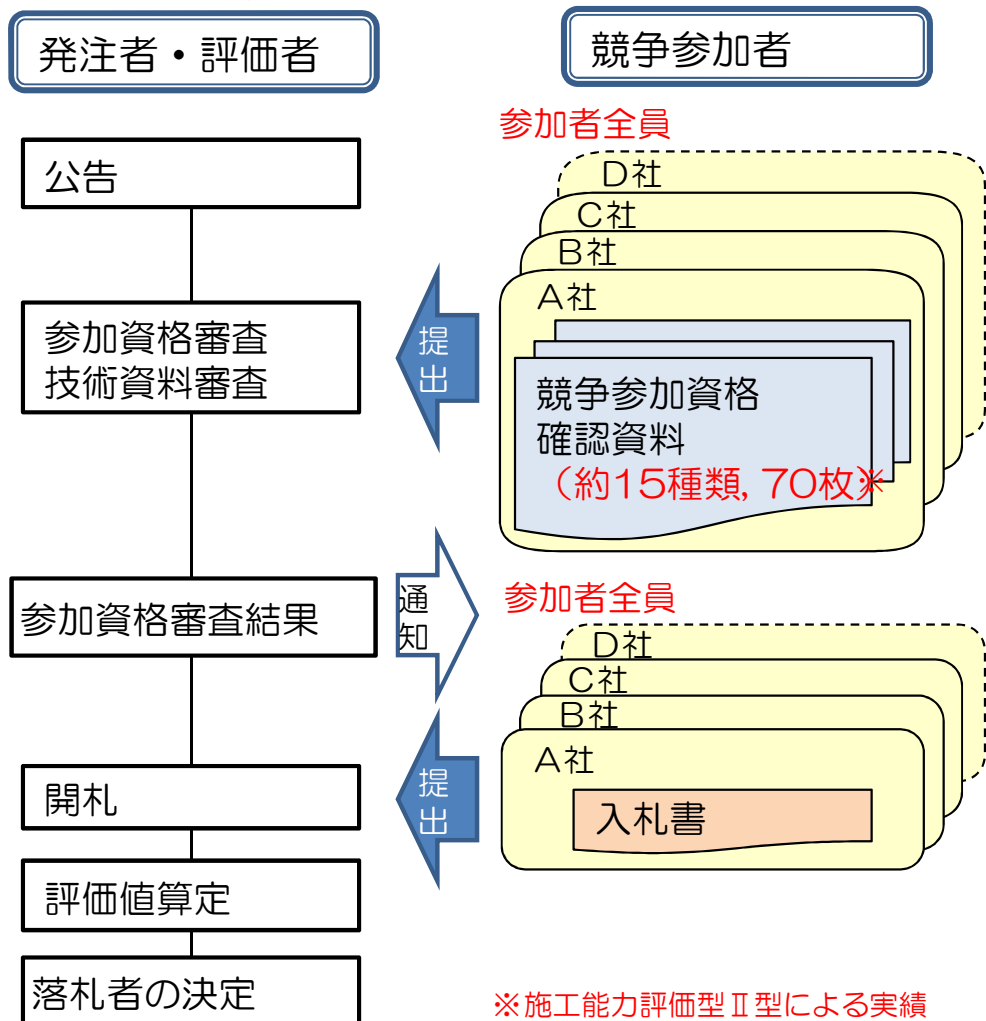 発注者・評価者
競争参加者
参加者全員
公告
D社
C社
B社
A社
参加資格審査
技術資料審査
提
出
競争参加資格
確認資料
（約15種類，70枚※
参加資格審査結果
通
知
参加者全員
D社
C社
B社
A社
入札書
開札
提
出
評価値算定
落札者の決定
※施工能力評価型Ⅱ型による実績